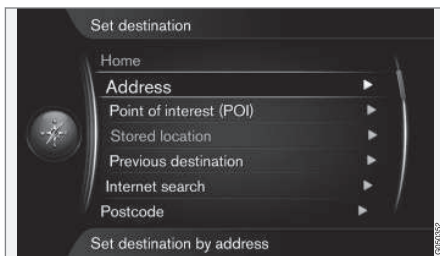 Set destination
Home
Address
Point of interest (POI)
Stored location
Previous destination
Internet search
Postcode
Set destination by address
G050352